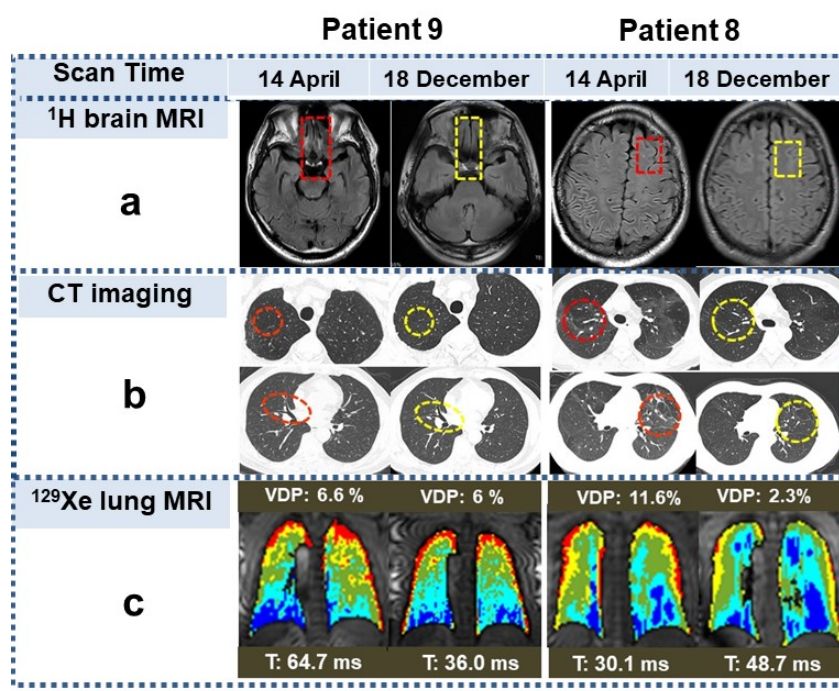 Patient 9 Patient 8
Scan Time 14 April 18 December 14 April 18 December
¹H brain MRI
a
CT imaging
b
¹²⁹Xe lung MRI VDP: 6.6 % VDP: 6 % VDP: 11.6% VDP: 2.3%
c
T: 64.7 ms T: 36.0 ms T: 30.1 ms T: 48.7 ms